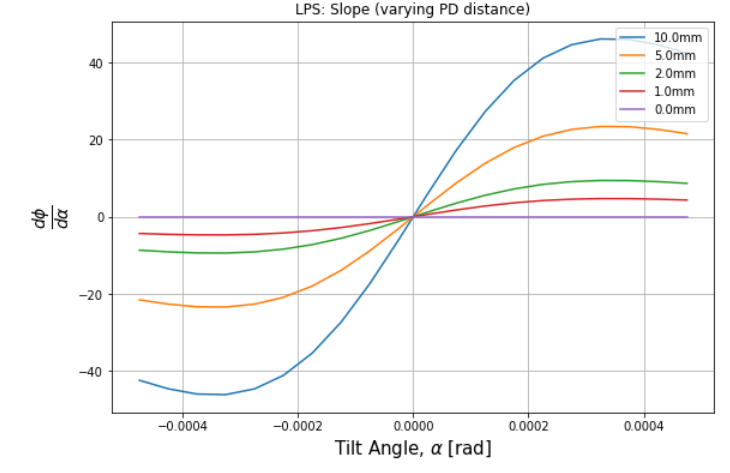 LPS: Slope (varying PD distance)
10.0mm
5.0mm
2.0mm
1.0mm
0.0mm
40
20
0
−20
−40
dϕ
dα
−0.0004 −0.0002 0.0000 0.0002 0.0004
Tilt Angle, α [rad]